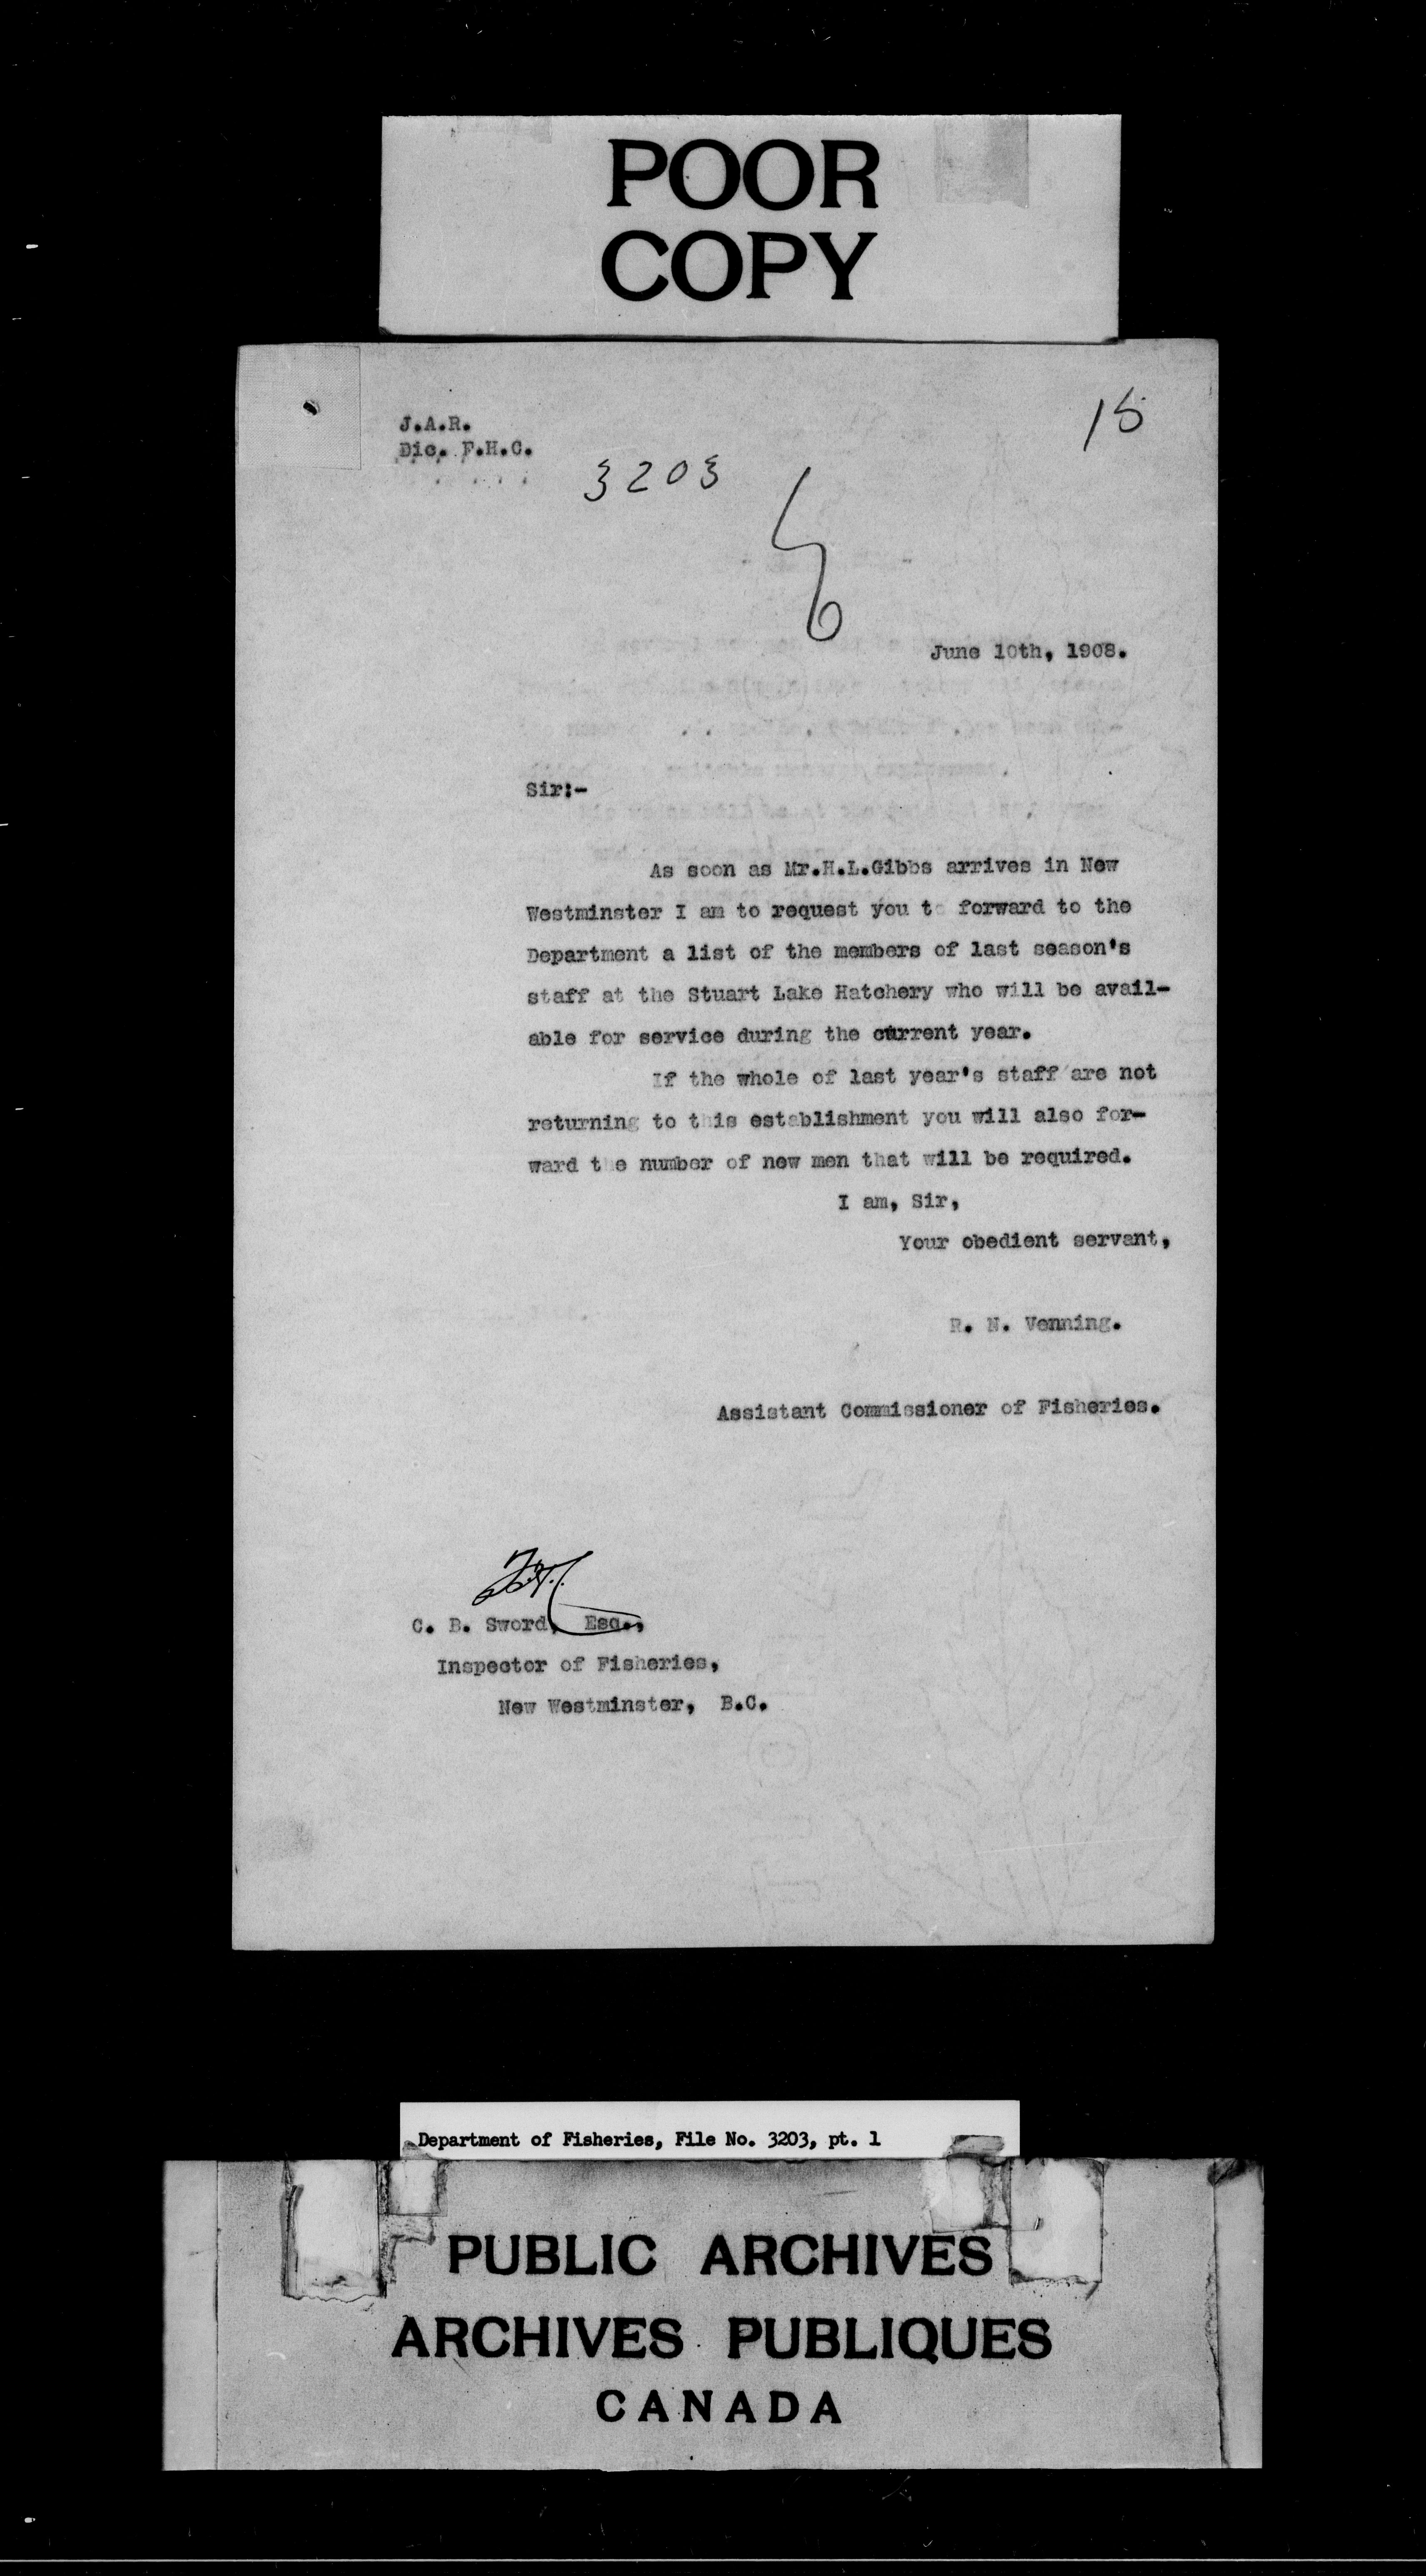 POOR
COPY
15
J.A.R.
Dic. F.H.C.
3203
June 10th, 1908.
Sir:-
As soon as Mr.H.L.Gibbs arrives in New
Westminster I am to request you to forward to the
Department a list of the members of last season's
staff at the Stuart Lake Hatchery who will be avail-
able for service during the current year.
If the whole of last year's staff are not
returning to this establishment you will also for-
ward the number of new men that will be required.
I am, Sir,
Your obedient servant,
R. N. Venning.
Assistant Commissioner of Fisheries.
C. B. Sword, Esq.,
Inspector of Fisheries,
New Westminster, B.C.
Department of Fisheries, File No. 3203, pt. 1
PUBLIC ARCHIVES
ARCHIVES PUBLIQUES
CANADA